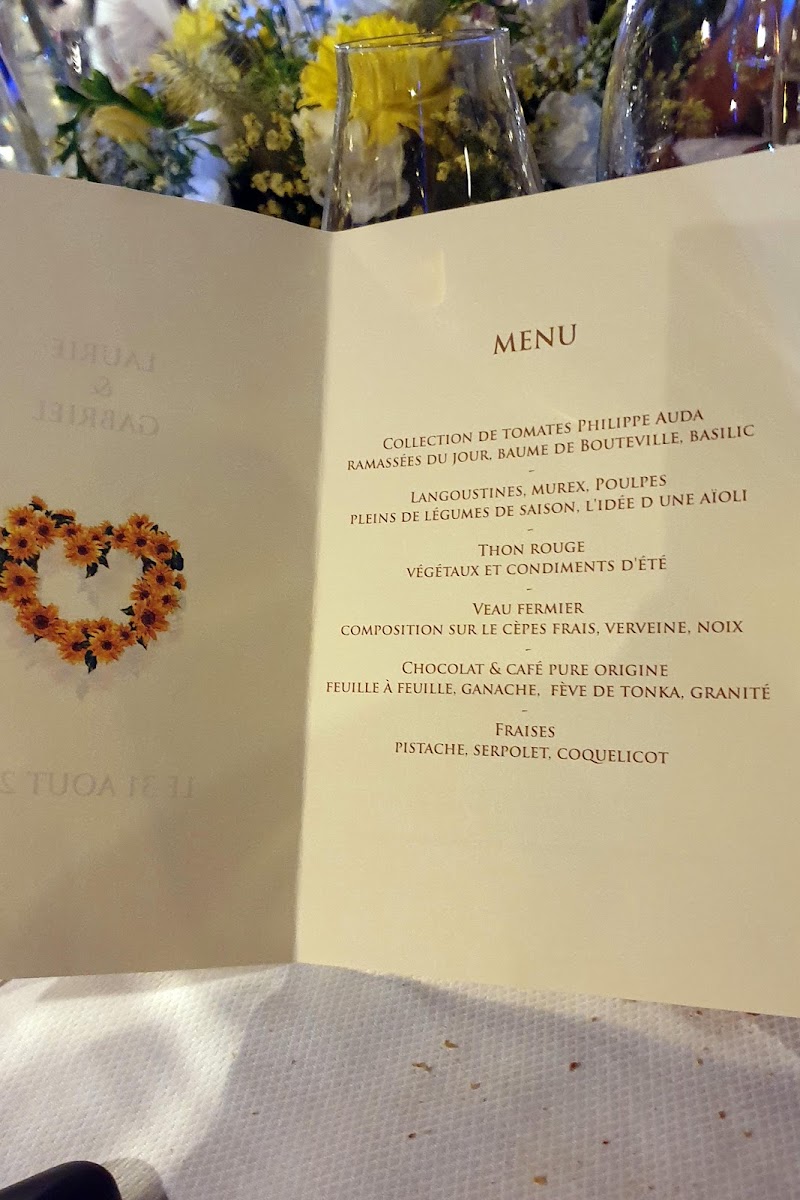 LAURIE
&
GABRIEL
LE 31 AOUT 2
MENU
COLLECTION DE TOMATES PHILIPPE AUDA
RAMASSÉES DU JOUR, BAUME DE BOUTEVILLE, BASILIC
-
LANGOUSTINES, MUREX, POULPES
PLEINS DE LÉGUMES DE SAISON, L'IDÉE D UNE AÏOLI
-
THON ROUGE
VÉGÉTAUX ET CONDIMENTS D'ÉTÉ
-
VEAU FERMIER
COMPOSITION SUR LE CÈPES FRAIS, VERVEINE, NOIX
-
CHOCOLAT & CAFÉ PURE ORIGINE
FEUILLE À FEUILLE, GANACHE, FÈVE DE TONKA, GRANITÉ
-
FRAISES
PISTACHE, SERPOLET, COQUELICOT